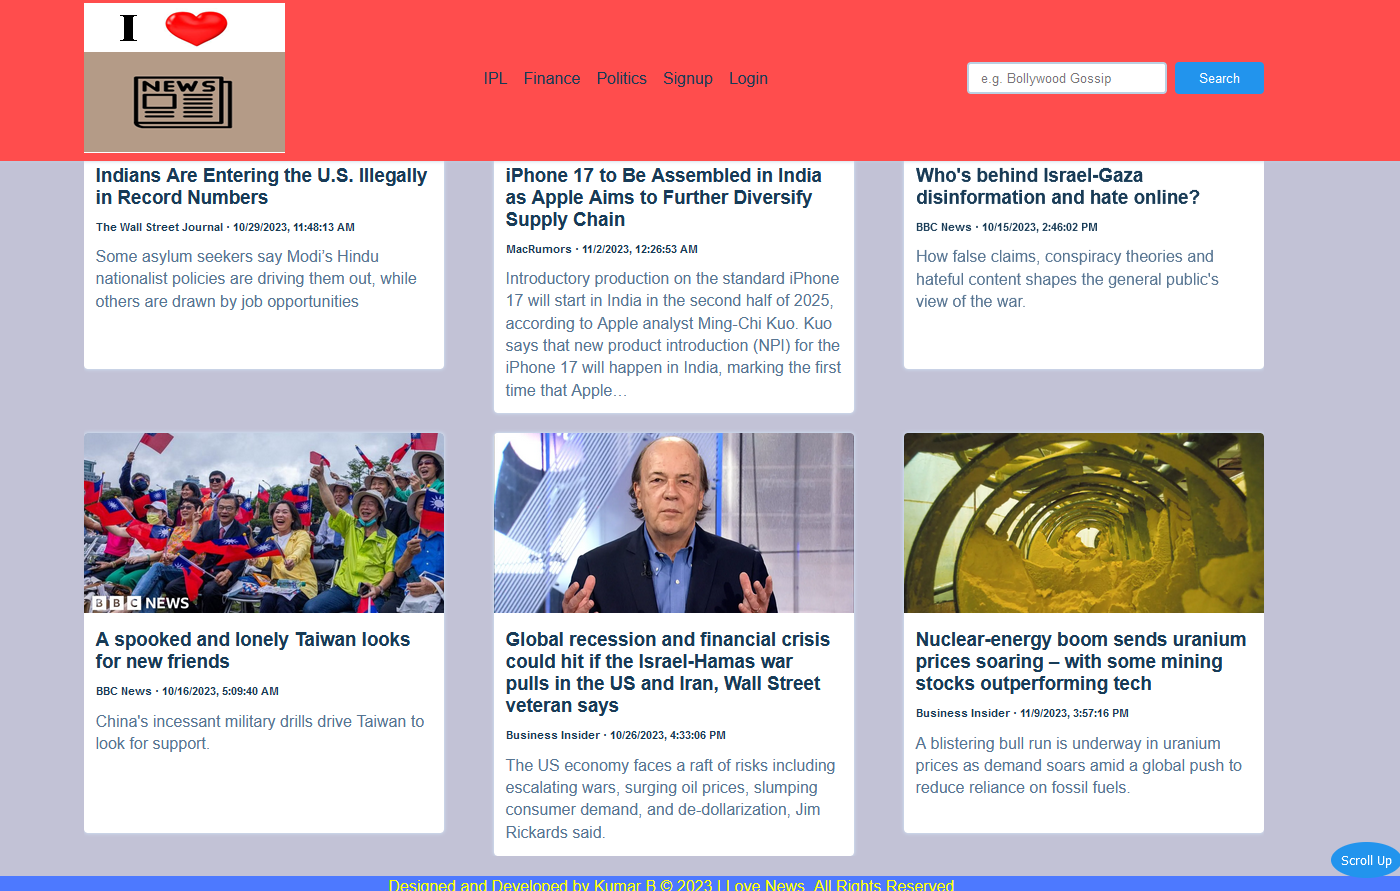 I
NEWS
IPL Finance Politics Signup Login
e.g. Bollywood Gossip
Search
Indians Are Entering the U.S. Illegally
in Record Numbers
The Wall Street Journal · 10/29/2023, 11:48:13 AM
Some asylum seekers say Modi’s Hindu
nationalist policies are driving them out, while
others are drawn by job opportunities
iPhone 17 to Be Assembled in India
as Apple Aims to Further Diversify
Supply Chain
MacRumors · 11/2/2023, 12:26:53 AM
Introductory production on the standard iPhone
17 will start in India in the second half of 2025,
according to Apple analyst Ming-Chi Kuo. Kuo
says that new product introduction (NPI) for the
iPhone 17 will happen in India, marking the first
time that Apple…
Who's behind Israel-Gaza
disinformation and hate online?
BBC News · 10/15/2023, 2:46:02 PM
How false claims, conspiracy theories and
hateful content shapes the general public's
view of the war.
BBC NEWS
A spooked and lonely Taiwan looks
for new friends
BBC News · 10/16/2023, 5:09:40 AM
China's incessant military drills drive Taiwan to
look for support.
Global recession and financial crisis
could hit if the Israel-Hamas war
pulls in the US and Iran, Wall Street
veteran says
Business Insider · 10/26/2023, 4:33:06 PM
The US economy faces a raft of risks including
escalating wars, surging oil prices, slumping
consumer demand, and de-dollarization, Jim
Rickards said.
Nuclear-energy boom sends uranium
prices soaring – with some mining
stocks outperforming tech
Business Insider · 11/9/2023, 3:57:16 PM
A blistering bull run is underway in uranium
prices as demand soars amid a global push to
reduce reliance on fossil fuels.
Scroll Up
Designed and Developed by Kumar B © 2023 I Love News. All Rights Reserved